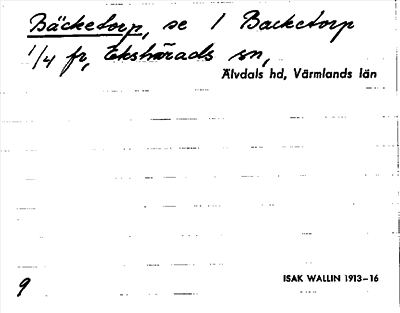 Bäcketorp, se 1 Backetorp
1/4 fr, Ekshärads sn,
Älvdals hd, Värmlands län
9
ISAK WALLIN 1913–16